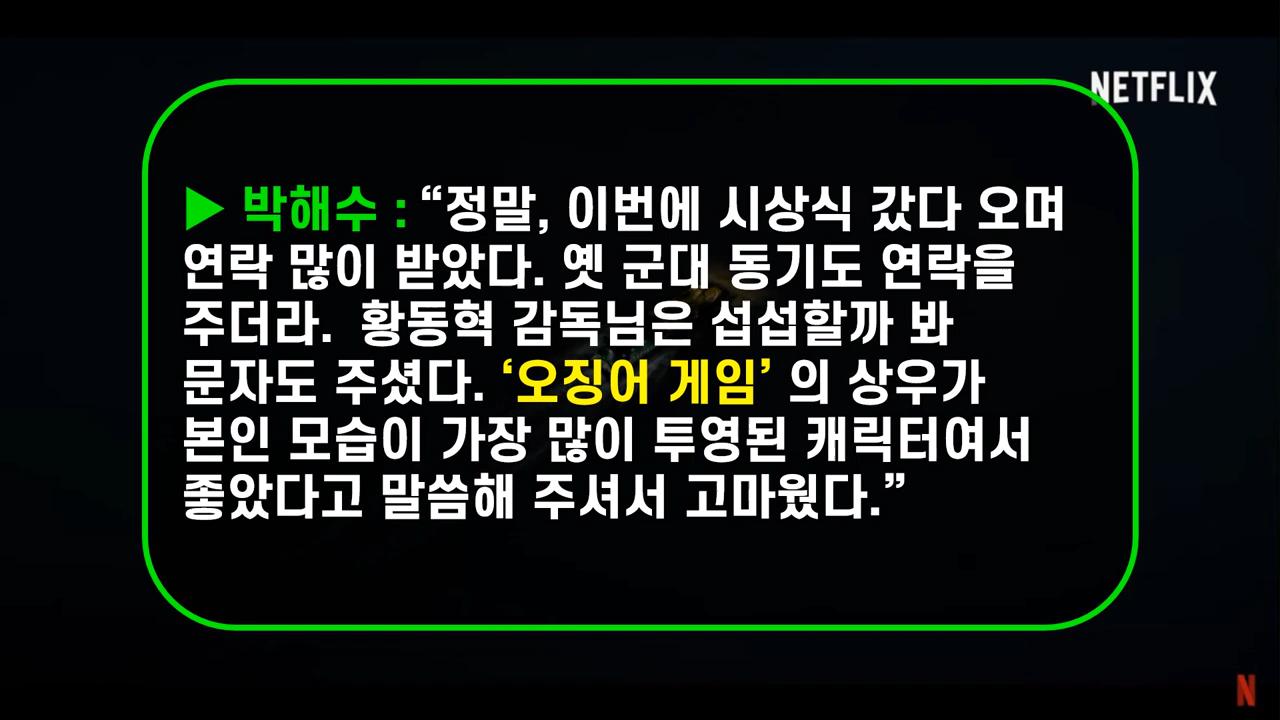 NETFLIX
▶ 박해수 : “정말, 이번에 시상식 갔다 오며
연락 많이 받았다. 옛 군대 동기도 연락을
주더라. 황동혁 감독님은 섭섭할까 봐
문자도 주셨다. ‘오징어 게임’ 의 상우가
본인 모습이 가장 많이 투영된 캐릭터여서
좋았다고 말씀해 주셔서 고마웠다.”
N